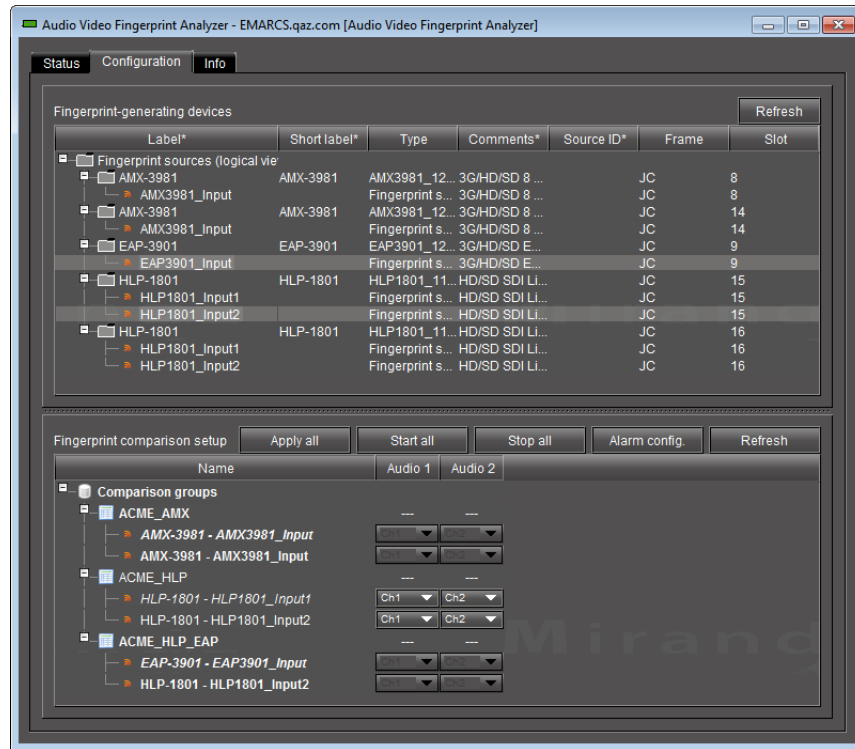 Audio Video Fingerprint Analyzer - EMARCS.qaz.com [Audio Video Fingerprint Analyzer]
Status Configuration Info
Fingerprint-generating devices Refresh
Label* Short label* Type Comments* Source ID* Frame Slot
Fingerprint sources (logical vie
AMX-3981 AMX-3981 AMX3981_12... 3G/HD/SD 8 ... JC 8
AMX3981_Input Fingerprint s... 3G/HD/SD 8 ... JC 8
AMX-3981 AMX-3981 AMX3981_12... 3G/HD/SD 8 ... JC 14
AMX3981_Input Fingerprint s... 3G/HD/SD 8 ... JC 14
EAP-3901 EAP-3901 EAP3901_12... 3G/HD/SD E... JC 9
EAP3901_Input Fingerprint s... 3G/HD/SD E... JC 9
HLP-1801 HLP-1801 HLP1801_11... HD/SD SDI Li... JC 15
HLP1801_Input1 Fingerprint s... HD/SD SDI Li... JC 15
HLP1801_Input2 Fingerprint s... HD/SD SDI Li... JC 15
HLP-1801 HLP-1801 HLP1801_11... HD/SD SDI Li... JC 16
HLP1801_Input1 Fingerprint s... HD/SD SDI Li... JC 16
HLP1801_Input2 Fingerprint s... HD/SD SDI Li... JC 16
Fingerprint comparison setup Apply all Start all Stop all Alarm config. Refresh
Name Audio 1 Audio 2
Comparison groups
ACME_AMX --- ---
AMX-3981 - AMX3981_Input Ch1 Ch2
AMX-3981 - AMX3981_Input Ch1 Ch2
ACME_HLP --- ---
HLP-1801 - HLP1801_Input1 Ch1 Ch2
HLP-1801 - HLP1801_Input2 Ch1 Ch2
ACME_HLP_EAP --- ---
EAP-3901 - EAP3901_Input Ch1 Ch2
HLP-1801 - HLP1801_Input2 Ch1 Ch2